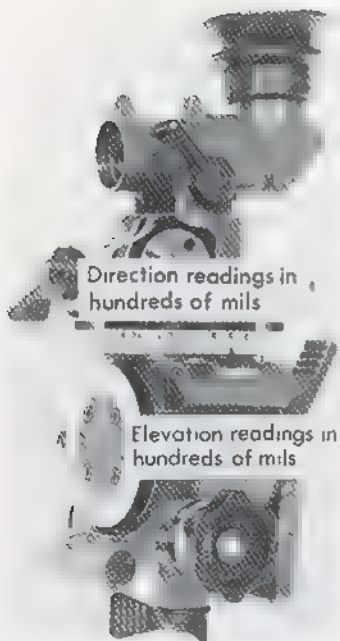 Direction readings in
hundreds of mils
Elevation readings in
hundreds of mils